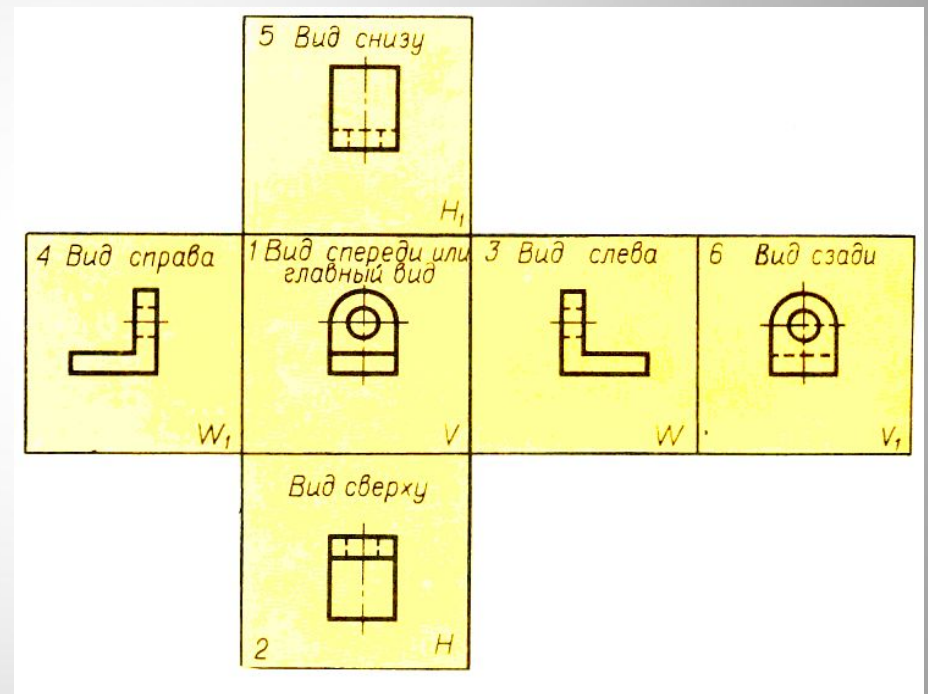 5 Вид снизу
H₁
4 Вид справа
W₁
1 Вид спереди или
главный вид
V
3 Вид слева
W
6 Вид сзади
V₁
Вид сверху
2
H